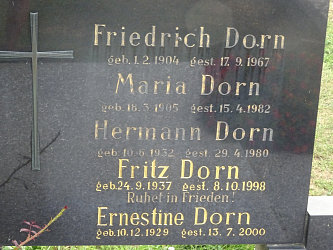 Friedrich Dorn
geb. 1. 2. 1904 gest. 17. 9. 1967
Maria Dorn
geb. 18. 3. 1905 gest. 15. 4. 1982
Hermann Dorn
geb. 10. 6. 1932 gest. 29. 4. 1980
Fritz Dorn
geb. 24. 9. 1937 gest. 8. 10. 1998
Ruhet in Frieden!
Ernestine Dorn
geb. 10. 12. 1929 gest. 13. 7. 2000